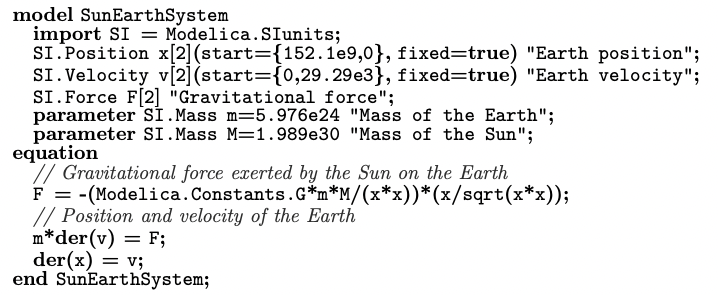 model SunEarthSystem
import SI = Modelica.SIunits;
SI.Position x[2](start={152.1e9,0},fixed=true) "Earth position";
SI.Velocity v[2](start={0,29.29e3},fixed=true) "Earth velocity";
SI.Force F[2] "Gravitational force";
parameter SI.Mass m=5.976e24 "Mass of the Earth";
parameter SI.Mass M=1.989e30 "Mass of the Sun";
equation
// Gravitational force exerted by the Sun on the Earth
F = -(Modelica.Constants.G*m*M/(x*x))*(x/sqrt(x*x));
// Position and velocity of the Earth
m*der(v) = F;
der(x) = v;
end SunEarthSystem;